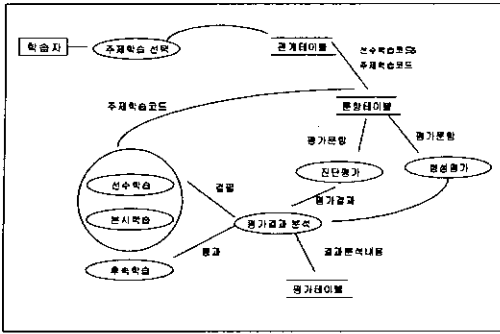 학습자
주제학습 선택
관계테이블
선수학습코드&
주제학습코드
주제학습코드
문항테이블
평가문항
평가문항
진단평가
형성평가
선수학습
결핍
평가결과
본시학습
평가결과 분석
후속학습
통과
결과분석내용
평가테이블